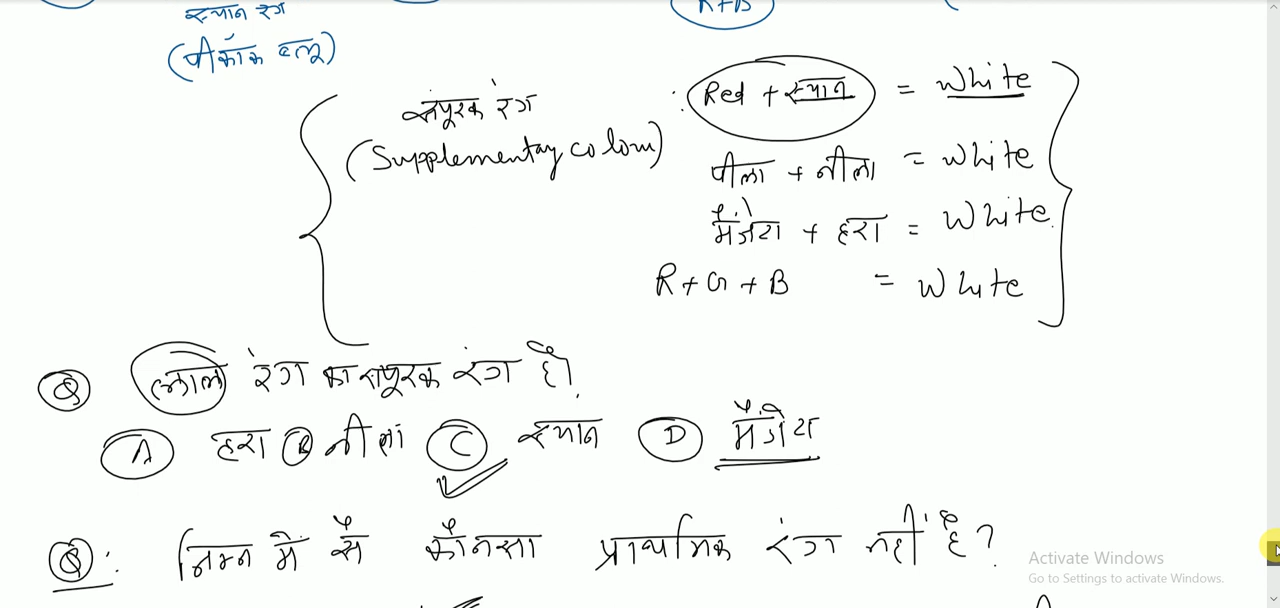 स्यान रंग
R+B
(पीकॉक ब्लू)
संपूरक रंग : Red + स्यान = White
(Supplementary colour)
पीला + नीला = White
मैजेंटा + हरा = White
R + G + B = White
Q लाल रंग का संपूरक रंग है।
A हरा B नीला C स्यान D मैजेंटा
Q: निम्न में से कौनसा प्राथमिक रंग नहीं है?
Activate Windows
Go to Settings to activate Windows.